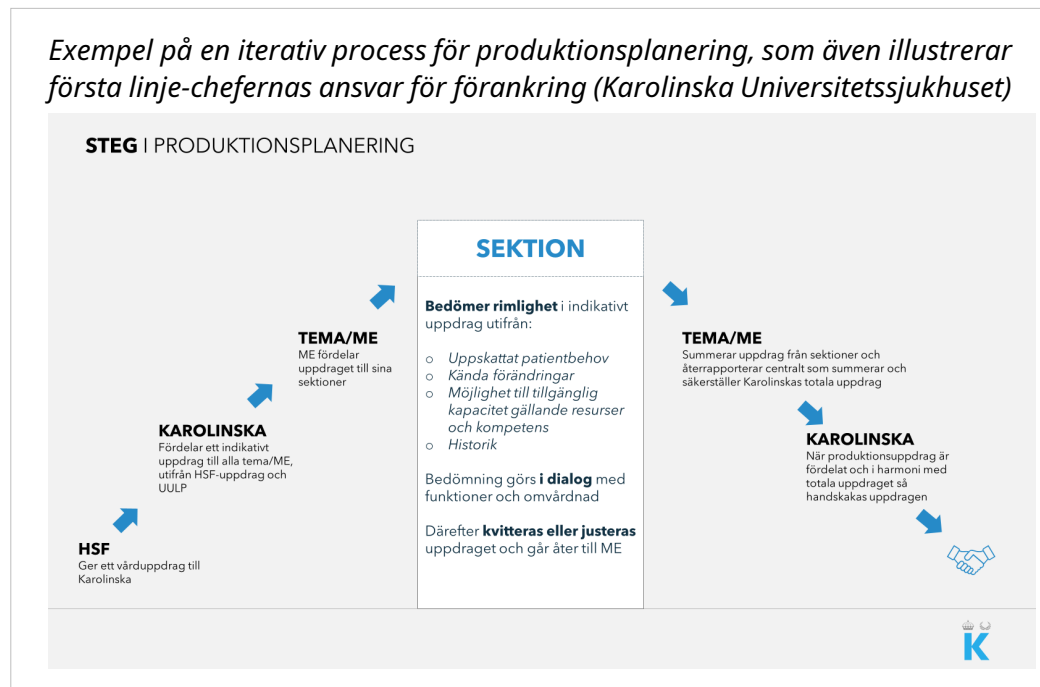 Exempel på en iterativ process för produktionsplanering, som även illustrerar
första linje-chefernas ansvar för förankring (Karolinska Universitetssjukhuset)
STEG I PRODUKTIONSPLANERING
HSF
Ger ett vårduppdrag till
Karolinska
KAROLINSKA
Fördelar ett indikativt
uppdrag till alla tema/ME,
utifrån HSF-uppdrag och
UULP
TEMA/ME
ME fördelar
uppdraget till sina
sektioner
SEKTION
Bedömer rimlighet i indikativt
uppdrag utifrån:
o Uppskattat patientbehov
o Kända förändringar
o Möjlighet till tillgänglig
kapacitet gällande resurser
och kompetens
o Historik
Bedömning görs i dialog med
funktioner och omvårdnad
Därefter kvitteras eller justeras
uppdraget och går åter till ME
TEMA/ME
Summerar uppdrag från sektioner och
återrapporterar centralt som summerar och
säkerställer Karolinskas totala uppdrag
KAROLINSKA
När produktionsuppdrag är
fördelat och i harmoni med
totala uppdraget så
handskakas uppdragen
K